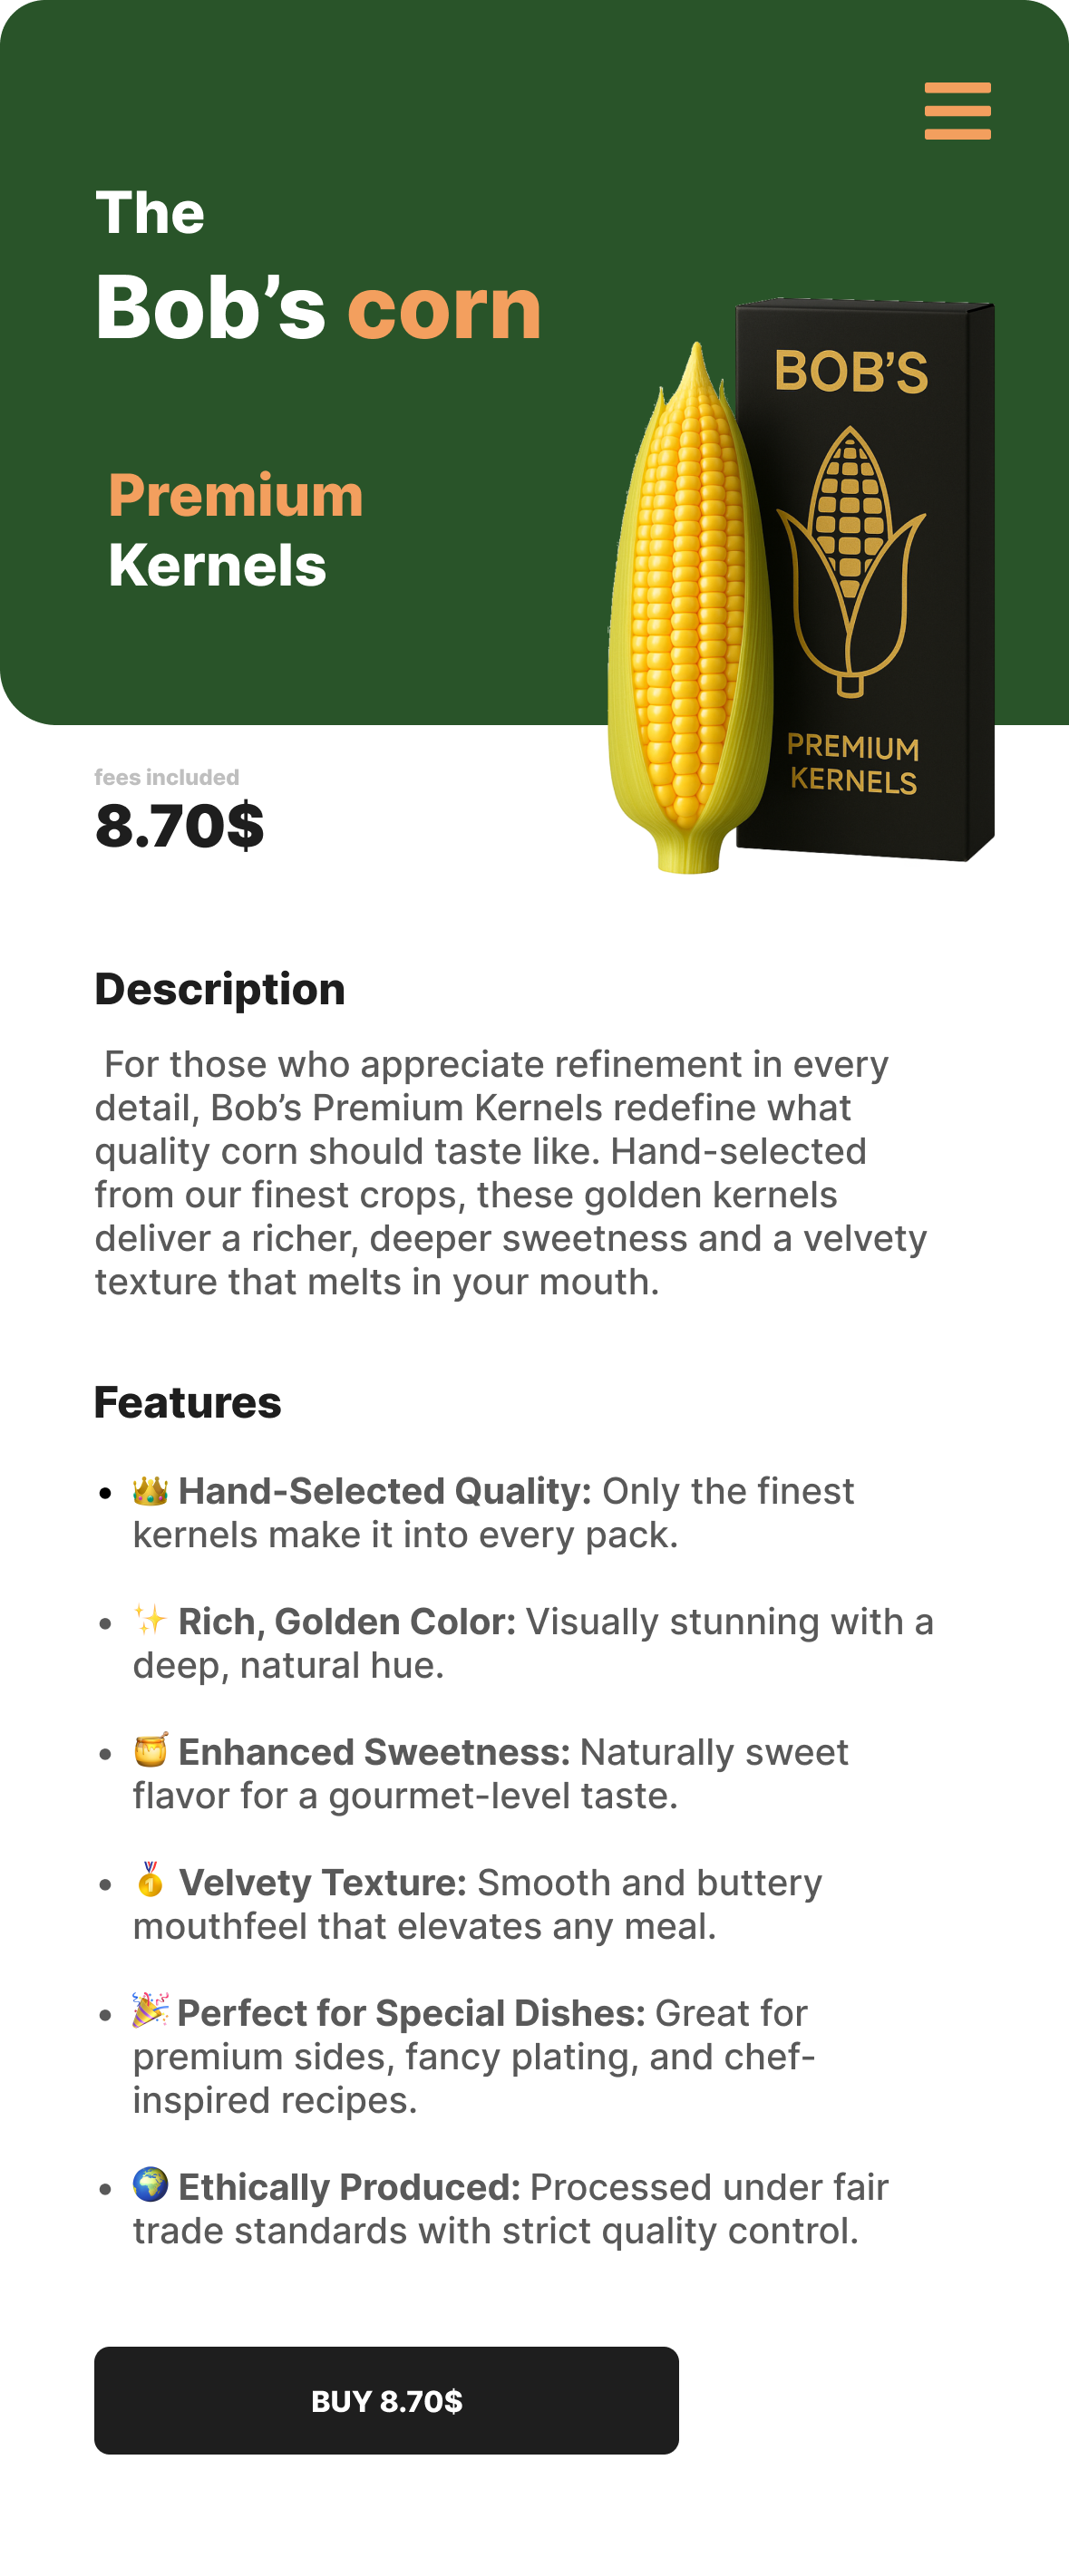 The
Bob’s corn
Premium
Kernels
BOB’S
PREMIUM
KERNELS
fees included
8.70$
Description
For those who appreciate refinement in every
detail, Bob’s Premium Kernels redefine what
quality corn should taste like. Hand-selected
from our finest crops, these golden kernels
deliver a richer, deeper sweetness and a velvety
texture that melts in your mouth.
Features
• 👑 Hand-Selected Quality: Only the finest
kernels make it into every pack.
• ✨ Rich, Golden Color: Visually stunning with a
deep, natural hue.
• 🍯 Enhanced Sweetness: Naturally sweet
flavor for a gourmet-level taste.
• 🥇 Velvety Texture: Smooth and buttery
mouthfeel that elevates any meal.
• 🎉 Perfect for Special Dishes: Great for
premium sides, fancy plating, and chef-
inspired recipes.
• 🌍 Ethically Produced: Processed under fair
trade standards with strict quality control.
BUY 8.70$